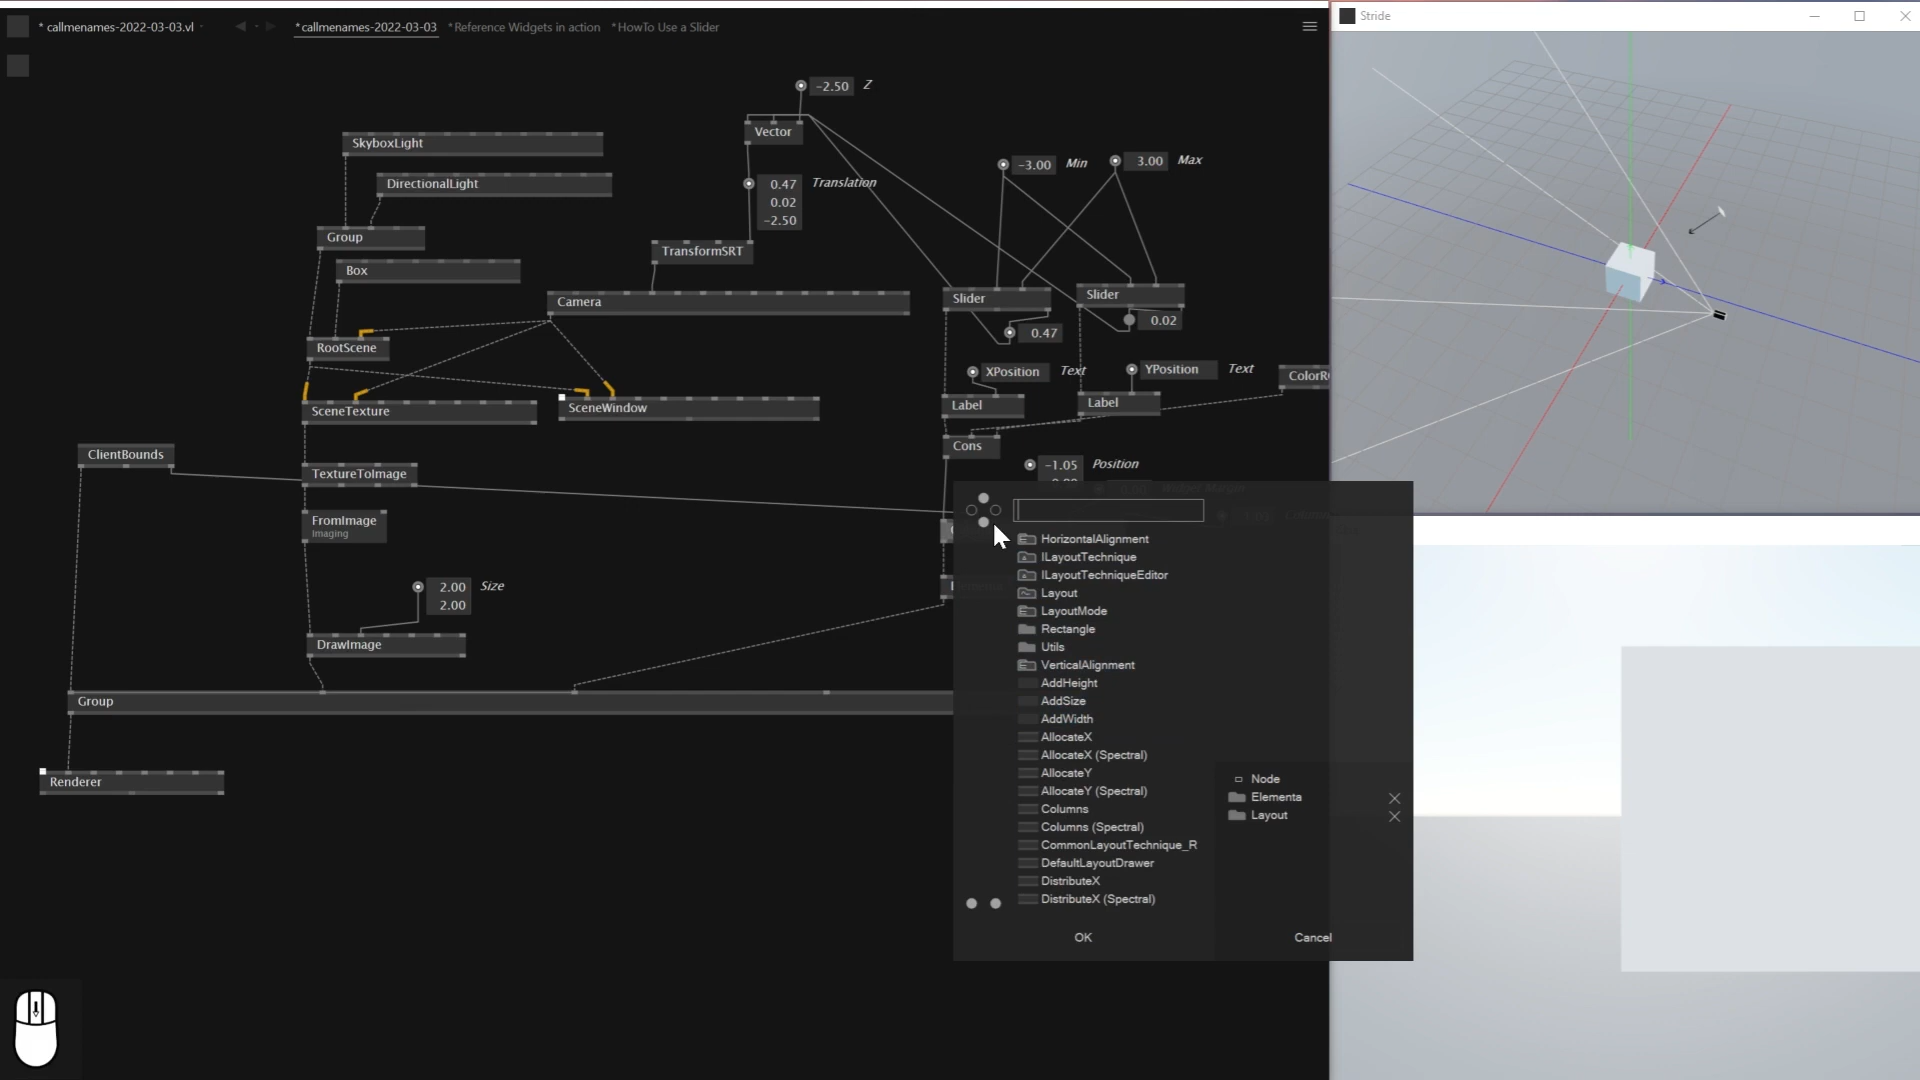 * callmenames-2022-03-03.vl
*callmenames-2022-03-03
*Reference Widgets in action
*HowTo Use a Slider
Stride
-2.50
Z
Vector
SkyboxLight
DirectionalLight
0.47
0.02
-2.50
Translation
-3.00
Min
3.00
Max
Group
TransformSRT
Box
Camera
Slider
Slider
0.47
0.02
RootScene
XPosition
Text
YPosition
Text
SceneTexture
SceneWindow
Label
Label
Cons
ClientBounds
TextureToImage
-1.05
Position
FromImage
Imaging
2.00
2.00
Size
DrawImage
Group
Renderer
HorizontalAlignment
ILayoutTechnique
ILayoutTechniqueEditor
Layout
LayoutMode
Rectangle
Utils
VerticalAlignment
AddHeight
AddSize
AddWidth
AllocateX
AllocateX (Spectral)
AllocateY
AllocateY (Spectral)
Columns
Columns (Spectral)
CommonLayoutTechnique_R
DefaultLayoutDrawer
DistributeX
DistributeX (Spectral)
Node
Elementa
Layout
OK
Cancel